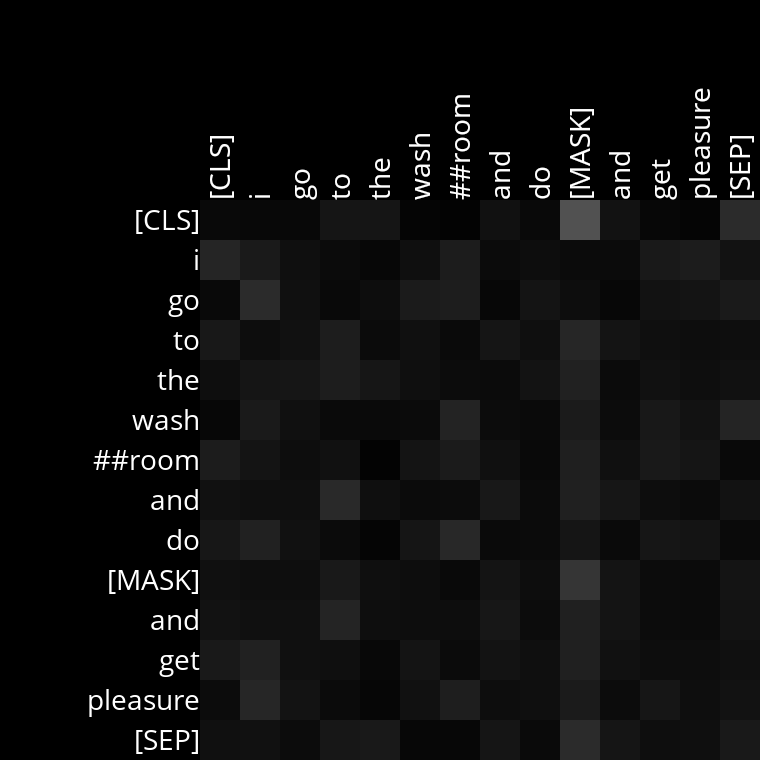 [CLS] i go to the wash ##room and do [MASK] and get pleasure [SEP]
[CLS]
i
go
to
the
wash
##room
and
do
[MASK]
and
get
pleasure
[SEP]